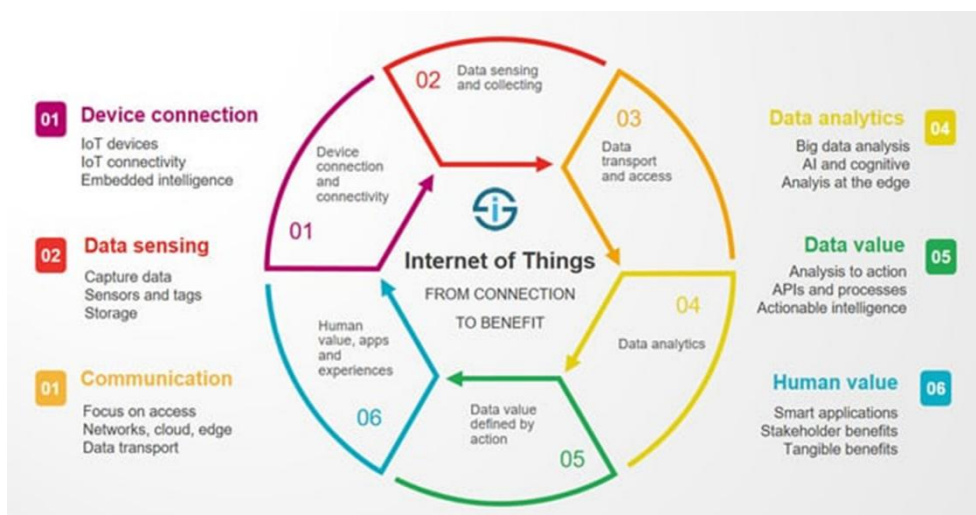 01 Device connection
IoT devices
IoT connectivity
Embedded intelligence
02 Data sensing
Capture data
Sensors and tags
Storage
01 Communication
Focus on access
Networks, cloud, edge
Data transport
Device
connection
and
connectivity
01
02
Data sensing
and collecting
03
Data
transport
and access
04
Data analytics
Data value
defined by
action
05
Human
value, apps
and
experiences
06
SiG
Internet of Things
FROM CONNECTION
TO BENEFIT
Data analytics 04
Big data analysis
AI and cognitive
Analyis at the edge
Data value 05
Analysis to action
APIs and processes
Actionable intelligence
Human value 06
Smart applications
Stakeholder benefits
Tangible benefits